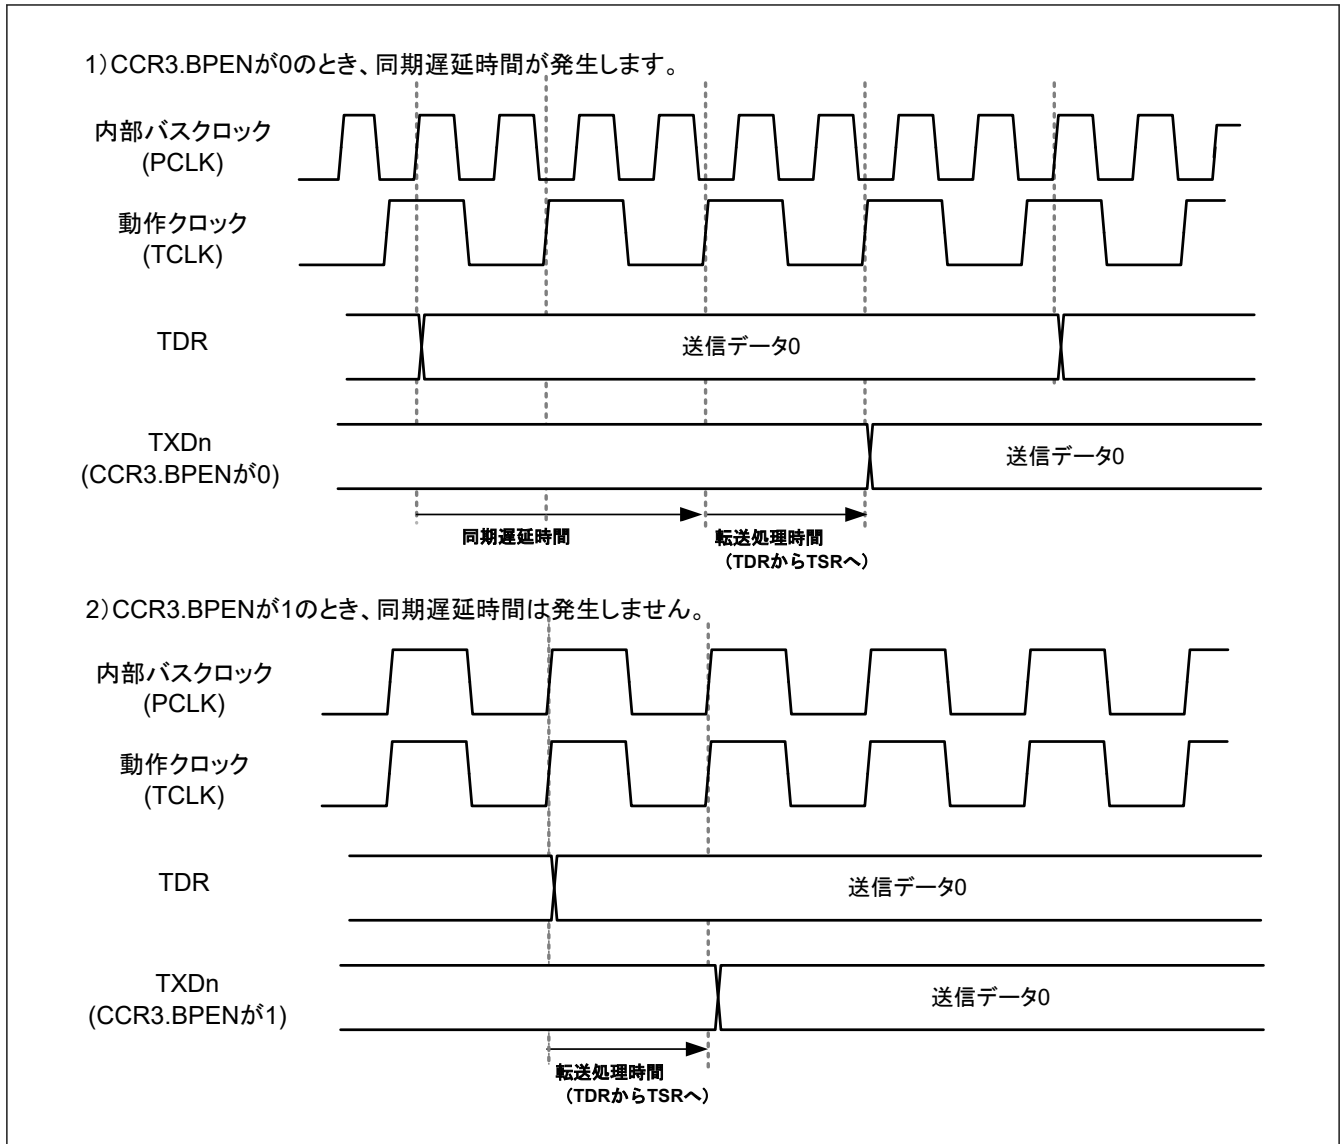 1）CCR3.BPENが0のとき、同期遅延時間が発生します。
内部バスクロック
(PCLK)
動作クロック
(TCLK)
TDR
送信データ0
TXDn
(CCR3.BPENが0)
送信データ0
同期遅延時間
転送処理時間
（TDRからTSRへ）
2）CCR3.BPENが1のとき、同期遅延時間は発生しません。
内部バスクロック
(PCLK)
動作クロック
(TCLK)
TDR
送信データ0
TXDn
(CCR3.BPENが1)
送信データ0
転送処理時間
（TDRからTSRへ）